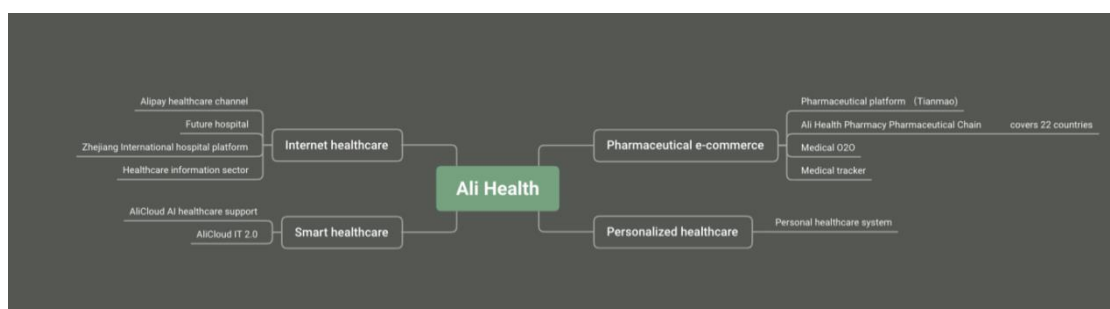 Ali Health
Internet healthcare
Alipay healthcare channel
Future hospital
Zhejiang International hospital platform
Healthcare information sector
Smart healthcare
AliCloud AI healthcare support
AliCloud IT 2.0
Pharmaceutical e-commerce
Pharmaceutical platform （Tianmao）
Ali Health Pharmacy Pharmaceutical Chain
covers 22 countries
Medical O2O
Medical tracker
Personalized healthcare
Personal healthcare system